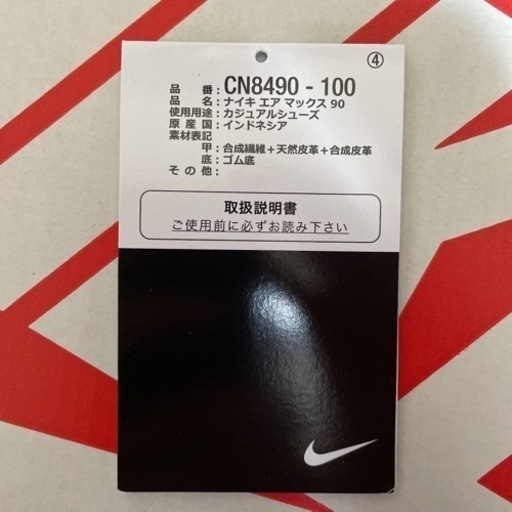 ④
品番:CN8490 - 100
品名:ナイキ エア マックス 90
使用用途:カジュアルシューズ
原産国:インドネシア
素材表記
甲:合成繊維+天然皮革+合成皮革
底:ゴム底
その他:
取扱説明書
ご使用前に必ずお読み下さい